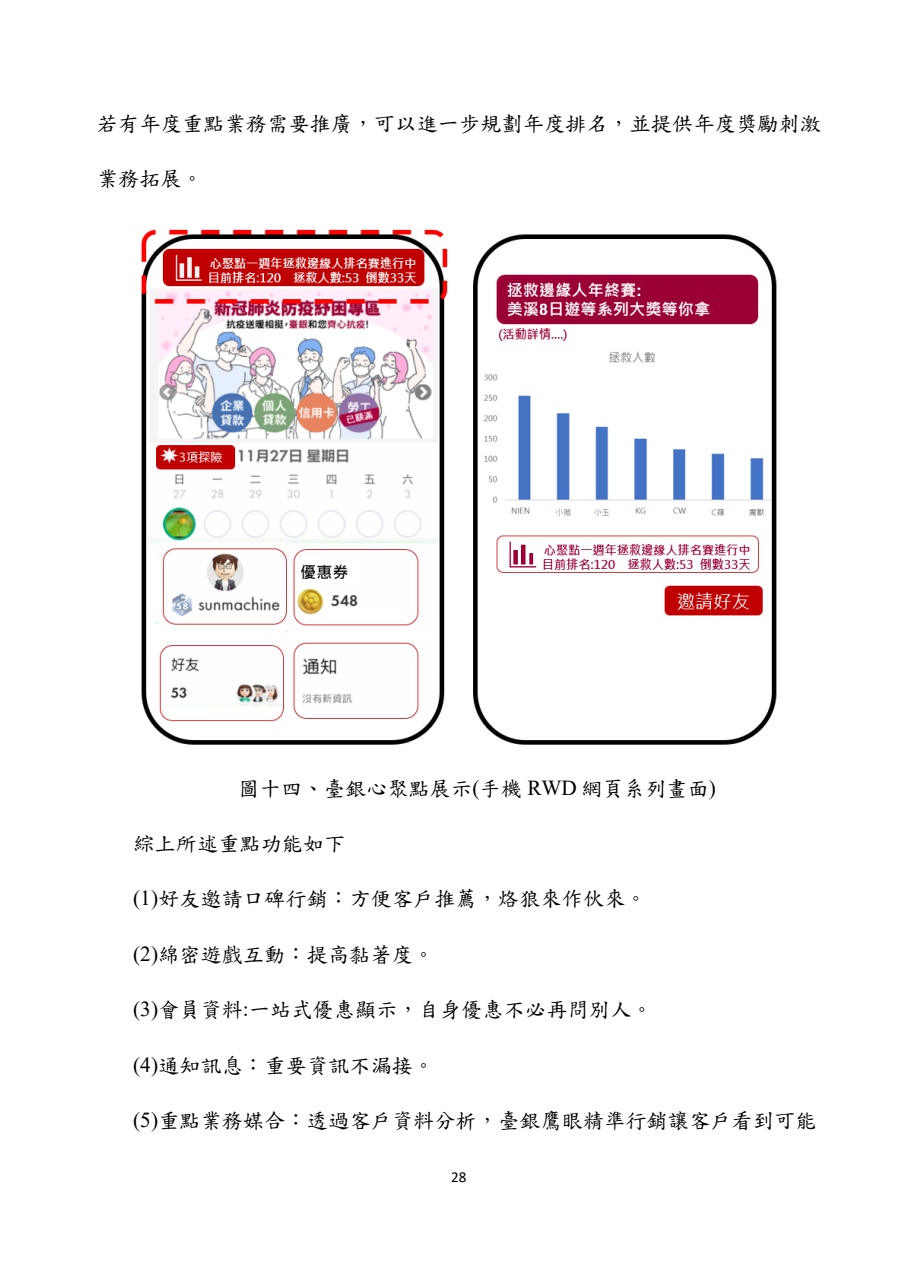 若有年度重點業務需要推廣，可以進一步規劃年度排名，並提供年度獎勵刺激
業務拓展。
心聚點一週年拯救邊緣人排名賽進行中
目前排名:120 拯救人數:53 倒數33天
新冠肺炎防疫紓困專區
抗疫送暖相挺，臺銀和您齊心抗疫!
企業
貸款
個人
貸款
信用卡
勞工
已額滿
3項探險
11月27日 星期日
日 一 二 三 四 五 六
27 28 29 30 1 2 3
58 sunmachine
優惠券
548
好友
53
通知
沒有新資訊
拯救邊緣人年終賽:
美溪8日遊等系列大獎等你拿
(活動詳情....)
拯救人數
300
250
200
150
100
50
0
NIEN 小薇 小玉 KG CW C羅 魔獸
心聚點一週年拯救邊緣人排名賽進行中
目前排名:120 拯救人數:53 倒數33天
邀請好友
圖十四、臺銀心聚點展示(手機 RWD 網頁系列畫面)
綜上所述重點功能如下
(1)好友邀請口碑行銷：方便客戶推薦，烙狼來作伙來。
(2)綿密遊戲互動：提高黏著度。
(3)會員資料:一站式優惠顯示，自身優惠不必再問別人。
(4)通知訊息：重要資訊不漏接。
(5)重點業務媒合：透過客戶資料分析，臺銀鷹眼精準行銷讓客戶看到可能
28